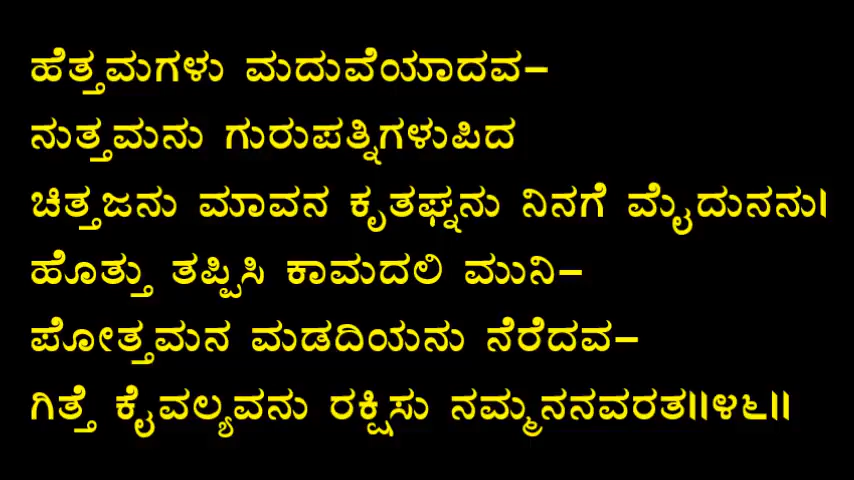 ಹೆತ್ತಮಗಳು ಮದುವೆಯಾದವ-
ನುತ್ತಮನು ಗುರುಪತ್ನಿಗಳುಪಿದ
ಚಿತ್ತಜನು ಮಾವನ ಕೃತಘ್ನನು ನಿನಗೆ ಮೈದುನನು।
ಹೊತ್ತು ತಪ್ಪಿಸಿ ಕಾಮದಲಿ ಮುನಿ-
ಪೋತ್ತಮನ ಮಡದಿಯನು ನೆರೆದವ-
ಗಿತ್ತೆ ಕೈವಲ್ಯವನು ರಕ್ಷಿಸು ನಮ್ಮನನವರತ॥೪೬॥